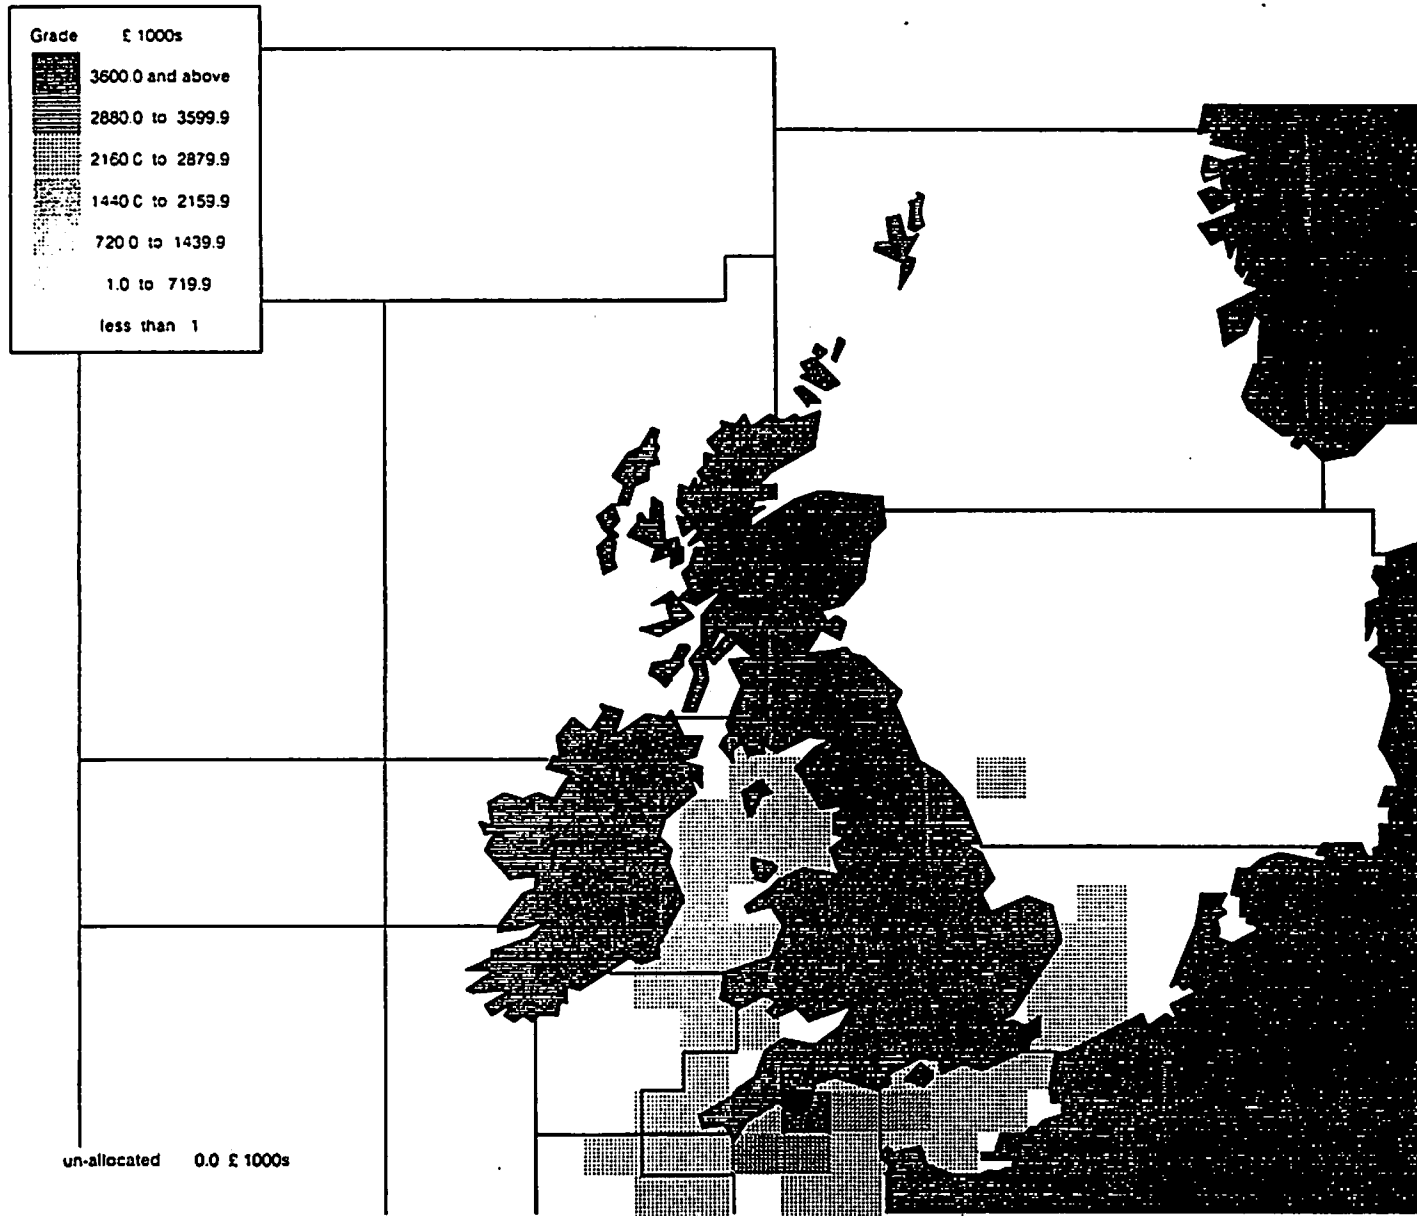 Grade £ 1000s
3600.0 and above
2880.0 to 3599.9
2160 0 to 2879.9
1440 0 to 2159.9
720 0 to 1439.9
1.0 to 719.9
less than 1
un-allocated 0.0 £ 1000s